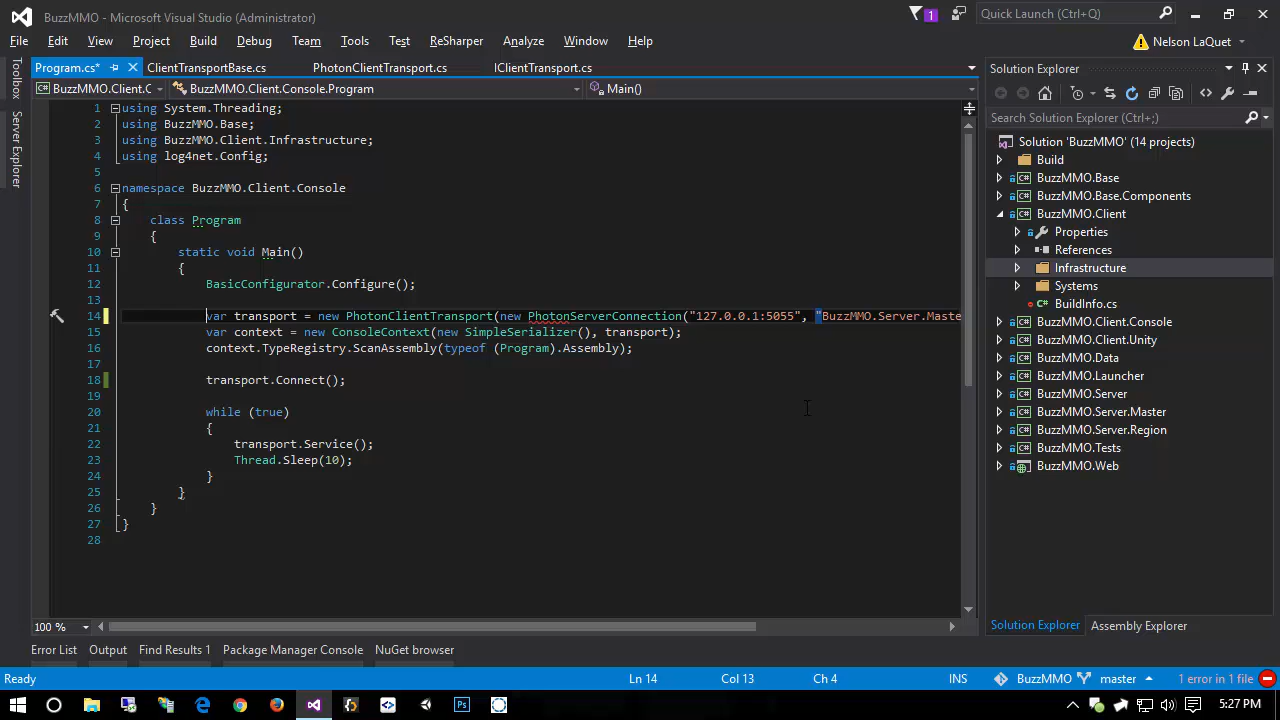 BuzzMMO - Microsoft Visual Studio (Administrator)
1
Quick Launch (Ctrl+Q)
File Edit View Project Build Debug Team Tools Test ReSharper Analyze Window Help
Nelson LaQuet
Toolbox
Server Explorer
Program.cs* ClientTransportBase.cs PhotonClientTransport.cs IClientTransport.cs
BuzzMMO.Client.C BuzzMMO.Client.Console.Program Main()
1 using System.Threading;
2 using BuzzMMO.Base;
3 using BuzzMMO.Client.Infrastructure;
4 using log4net.Config;
5
6 namespace BuzzMMO.Client.Console
7 {
8 class Program
9 {
10 static void Main()
11 {
12 BasicConfigurator.Configure();
13
14 var transport = new PhotonClientTransport(new PhotonServerConnection("127.0.0.1:5055", "BuzzMMO.Server.Maste
15 var context = new ConsoleContext(new SimpleSerializer(), transport);
16 context.TypeRegistry.ScanAssembly(typeof (Program).Assembly);
17
18 transport.Connect();
19
20 while (true)
21 {
22 transport.Service();
23 Thread.Sleep(10);
24 }
25 }
26 }
27 }
28
100 %
Solution Explorer
Search Solution Explorer (Ctrl+;)
Solution 'BuzzMMO' (14 projects)
Build
BuzzMMO.Base
BuzzMMO.Base.Components
BuzzMMO.Client
Properties
References
Infrastructure
Systems
BuildInfo.cs
BuzzMMO.Client.Console
BuzzMMO.Client.Unity
BuzzMMO.Data
BuzzMMO.Launcher
BuzzMMO.Server
BuzzMMO.Server.Master
BuzzMMO.Server.Region
BuzzMMO.Tests
BuzzMMO.Web
Solution Explorer Assembly Explorer
Error List Output Find Results 1 Package Manager Console NuGet browser
Ready Ln 14 Col 13 Ch 4 INS BuzzMMO master 1 error in 1 file
Ps
5:27 PM